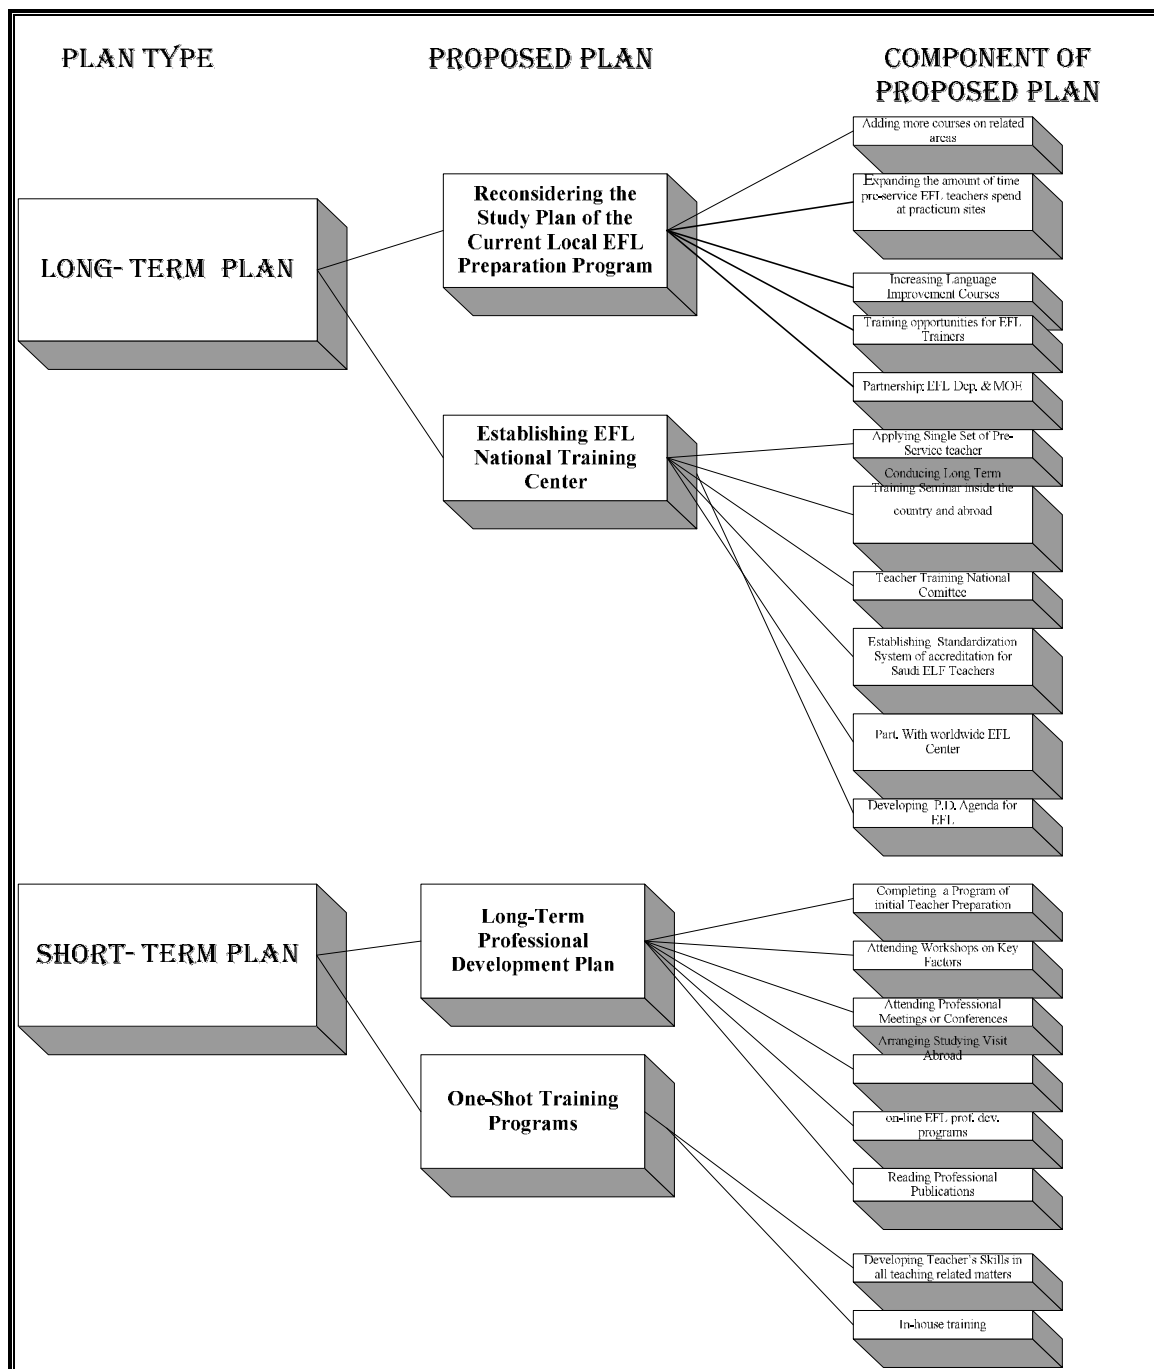 PLAN TYPE
PROPOSED PLAN
COMPONENT OF
PROPOSED PLAN
LONG- TERM PLAN
Reconsidering the
Study Plan of the
Current Local EFL
Preparation Program
Adding more courses on related
areas
Expanding the amount of time
pre-service EFL teachers spend
at practicum sites
Increasing Language
Improvement Courses
Training opportunities for EFL
Trainers
Partnership: EFL Dep. & MOE
Establishing EFL
National Training
Center
Applying Single Set of Pre-
Service teacher
Conducing Long Term
Training Seminar inside the
country and abroad
Teacher Training National
Comittee
Establishing Standardization
System of accreditation for
Saudi ELF Teachers
Part. With worldwide EFL
Center
Developing P.D. Agenda for
EFL
SHORT- TERM PLAN
Long-Term
Professional
Development Plan
Completing a Program of
initial Teacher Preparation
Attending Workshops on Key
Factors
Attending Professional
Meetings or Conferences
Arranging Studying Visit
Abroad
on-line EFL prof. dev.
programs
Reading Professional
Publications
One-Shot Training
Programs
Developing Teacher's Skills in
all teaching related matters
In-house training